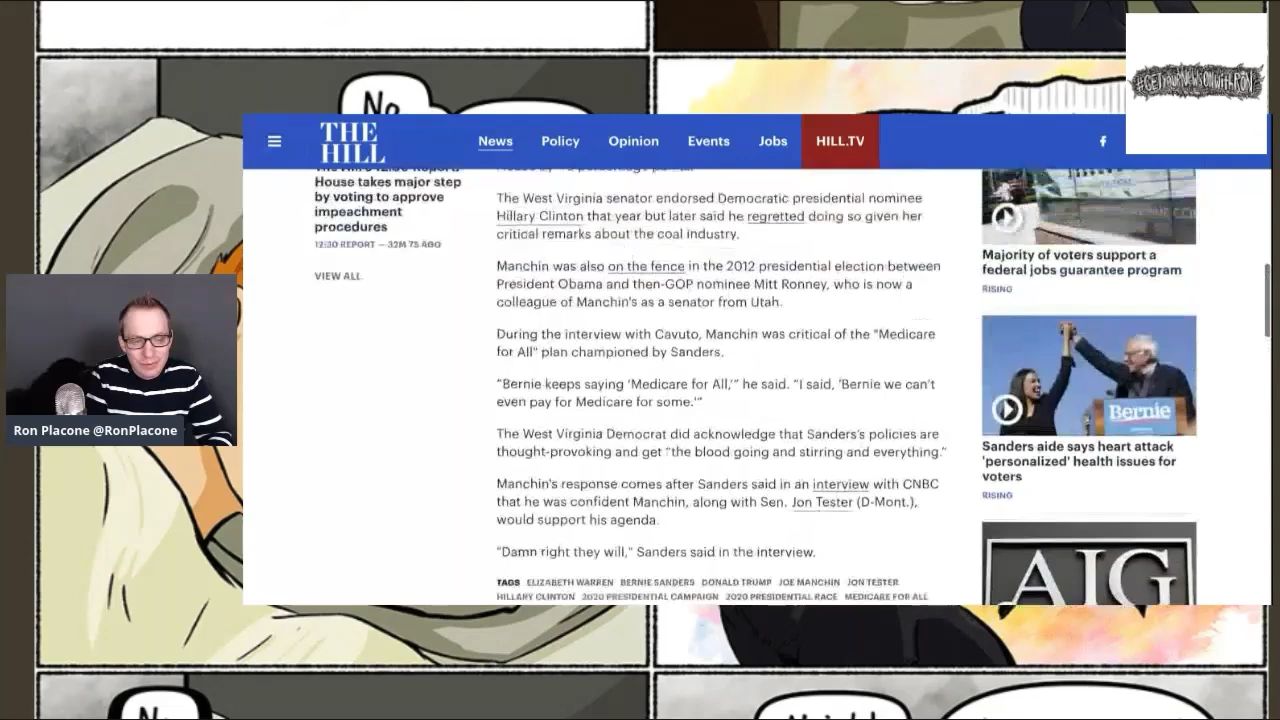 No
#GETYOURNEWSONWITHRON
THE
HILL
News
Policy
Opinion
Events
Jobs
HILL.TV
House takes major step
by voting to approve
impeachment
procedures
12:30 REPORT — 32M 7S AGO
VIEW ALL
The West Virginia senator endorsed Democratic presidential nominee
Hillary Clinton that year but later said he regretted doing so given her
critical remarks about the coal industry.
Manchin was also on the fence in the 2012 presidential election between
President Obama and then-GOP nominee Mitt Romney, who is now a
colleague of Manchin's as a senator from Utah.
During the interview with Cavuto, Manchin was critical of the "Medicare
for All" plan championed by Sanders.
"Bernie keeps saying 'Medicare for All,'" he said. "I said, 'Bernie we can't
even pay for Medicare for some.'"
The West Virginia Democrat did acknowledge that Sanders's policies are
thought-provoking and get "the blood going and stirring and everything."
Manchin's response comes after Sanders said in an interview with CNBC
that he was confident Manchin, along with Sen. Jon Tester (D-Mont.),
would support his agenda.
"Damn right they will," Sanders said in the interview.
TAGS ELIZABETH WARREN BERNIE SANDERS DONALD TRUMP JOE MANCHIN JON TESTER
HILLARY CLINTON 2020 PRESIDENTIAL CAMPAIGN 2020 PRESIDENTIAL RACE MEDICARE FOR ALL
Majority of voters support a
federal jobs guarantee program
RISING
Bernie
Sanders aide says heart attack
'personalized' health issues for
voters
RISING
AIG
Ron Placone @RonPlacone